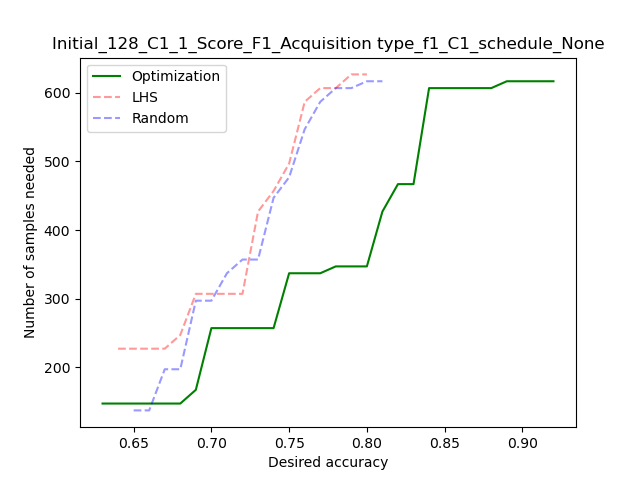 Initial_128_C1_1_Score_F1_Acquisition type_f1_C1_schedule_None
Optimization
LHS
Random
Number of samples needed
600
500
400
300
200
0.65 0.70 0.75 0.80 0.85 0.90
Desired accuracy